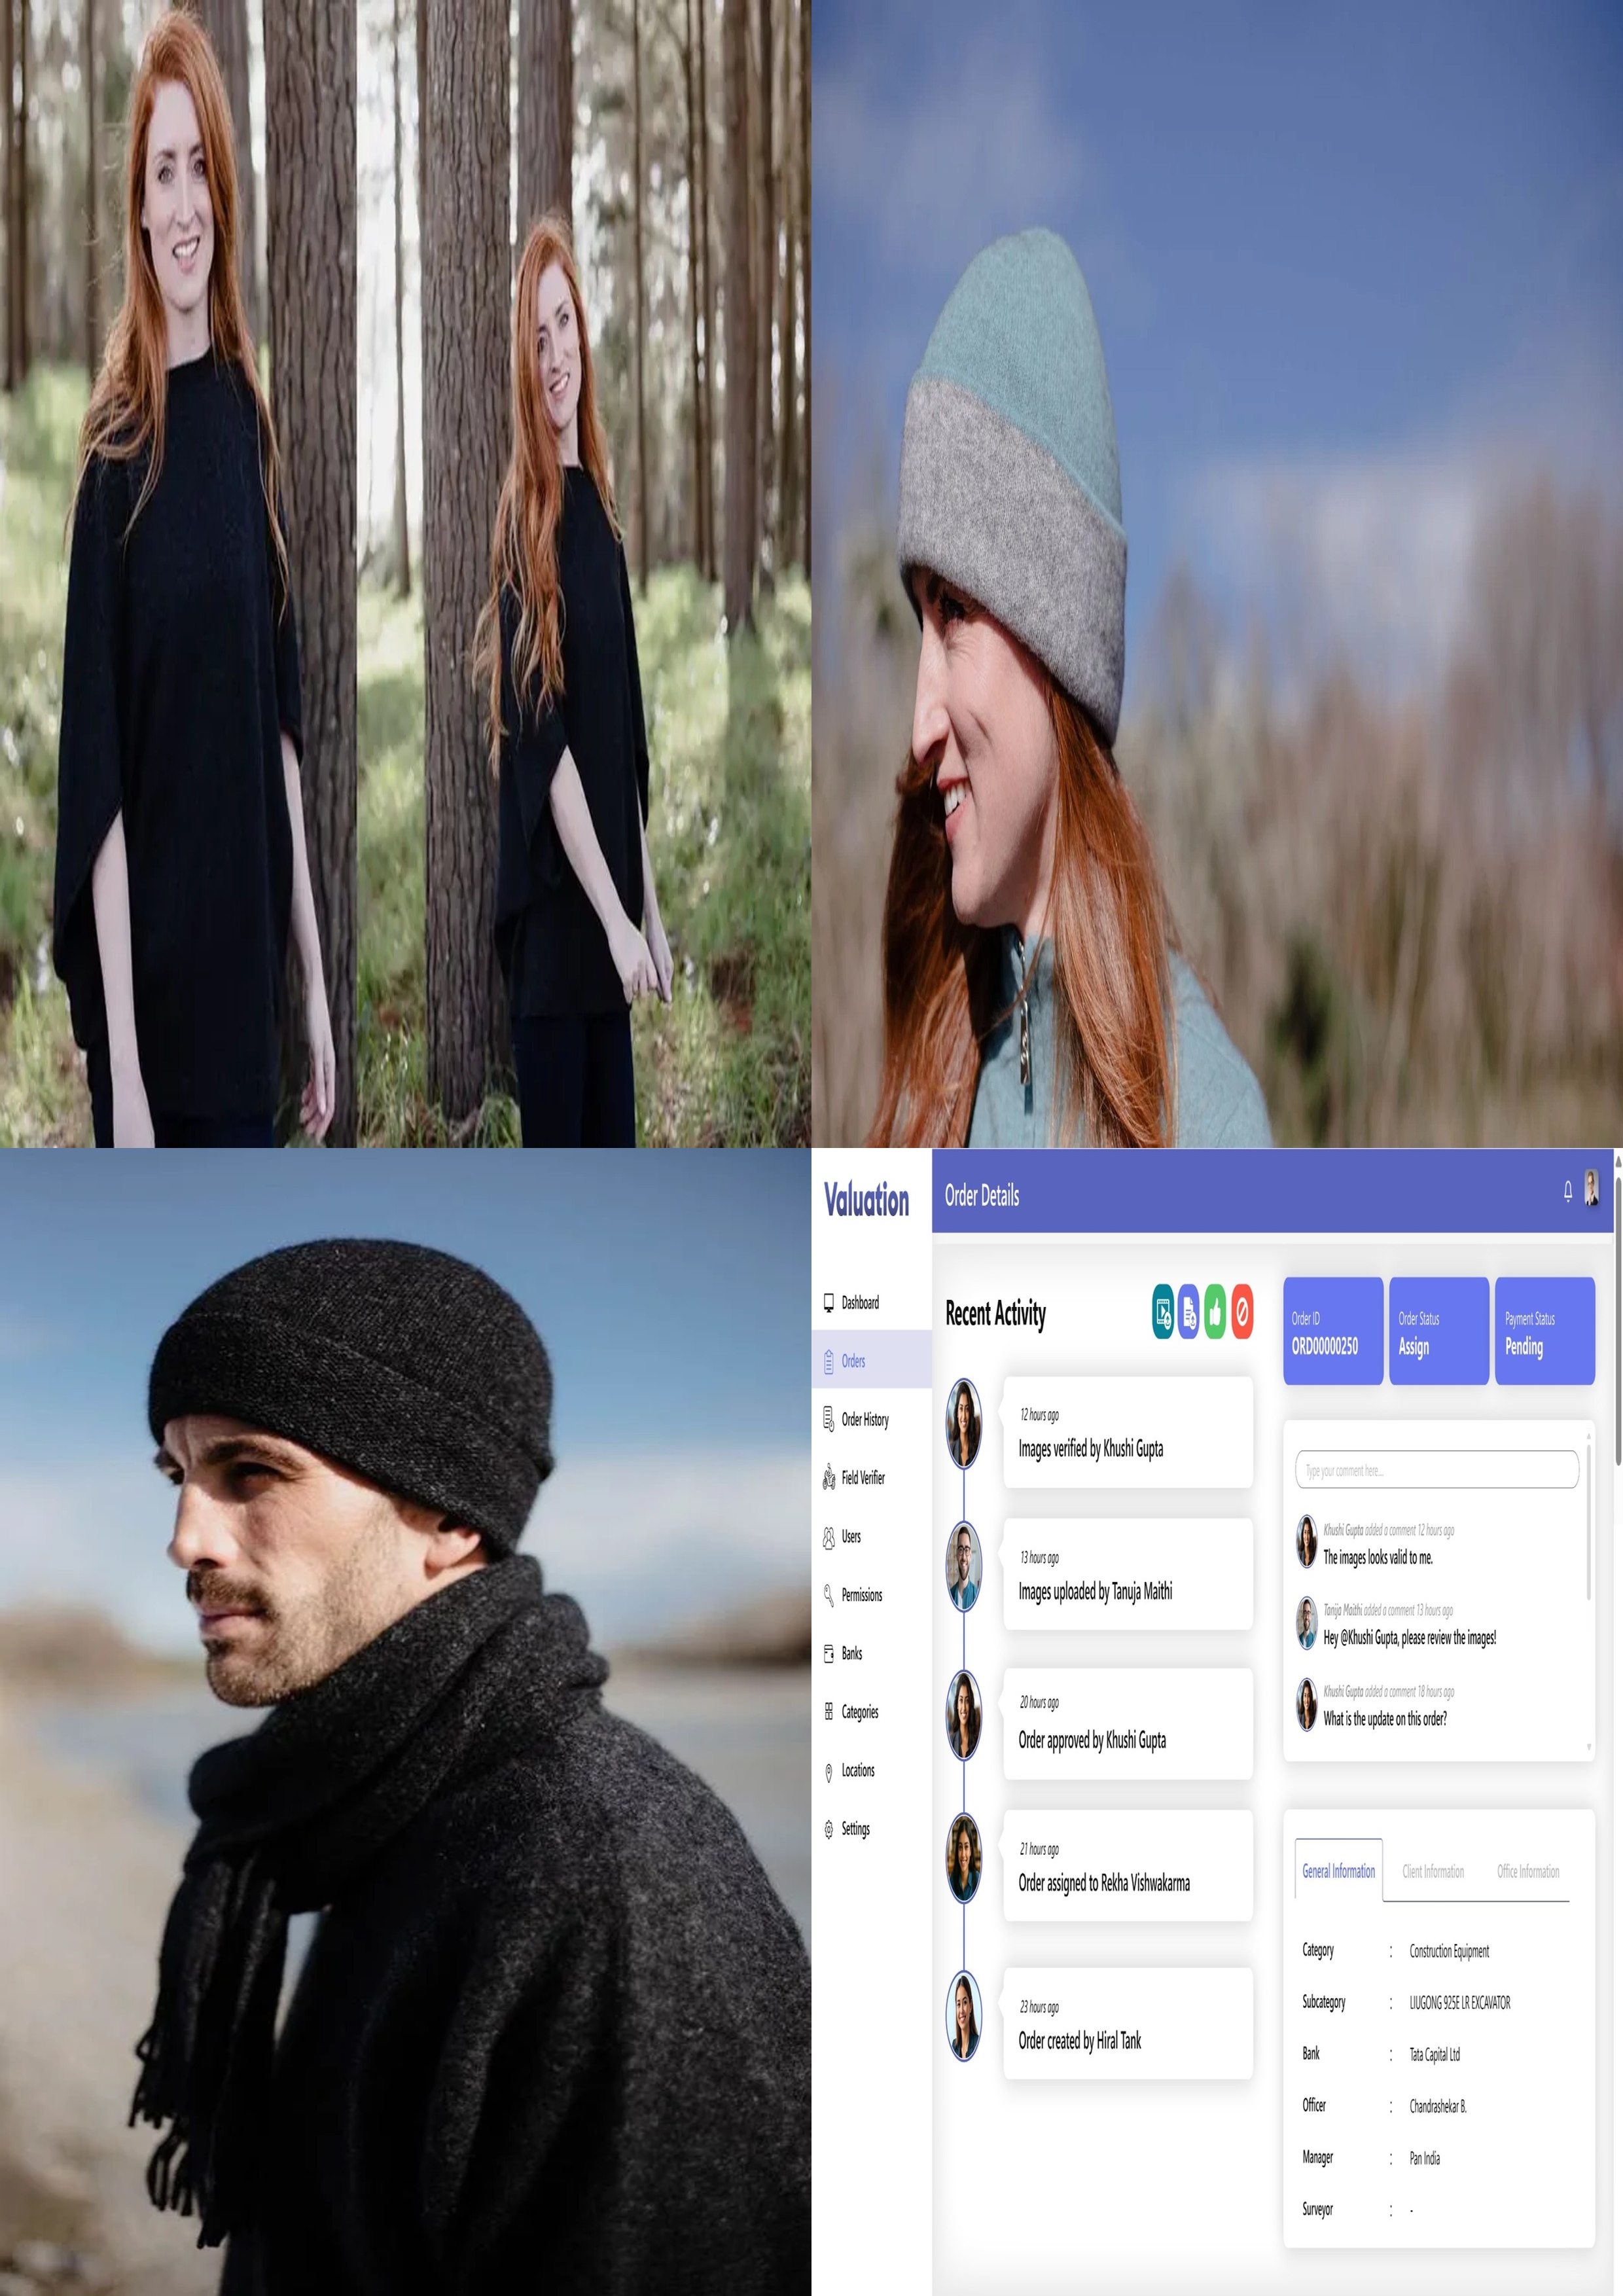 Valuation
Order Details
Dashboard
Orders
Order History
Field Verifier
Users
Permissions
Banks
Categories
Locations
Settings
Recent Activity
12 hours ago
Images verified by Khushi Gupta
13 hours ago
Images uploaded by Tanuja Maithi
20 hours ago
Order approved by Khushi Gupta
21 hours ago
Order assigned to Rekha Vishwakarma
23 hours ago
Order created by Hiral Tank
Order ID
ORD00000250
Order Status
Assign
Payment Status
Pending
Type your comment here...
Khushi Gupta added a comment 12 hours ago
The images looks valid to me.
Tanija Maithi added a comment 13 hours ago
Hey @Khushi Gupta, please review the images!
Khushi Gupta added a comment 18 hours ago
What is the update on this order?
General Information Client Information Office Information
Category : Construction Equipment
Subcategory : LIUGONG 925E LR EXCAVATOR
Bank : Tata Capital Ltd
Officer : Chandrashekar B.
Manager : Pan India
Surveyor : -